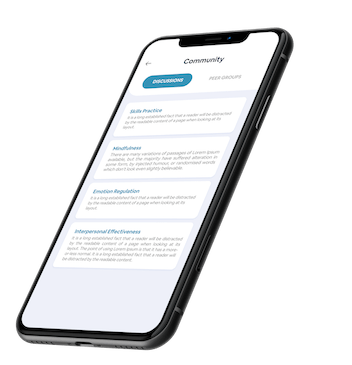 Community
DISCUSSIONS
PEER GROUPS
Skills Practice
It is a long established fact that a reader will be distracted
by the readable content of a page when looking at its
layout.
Mindfulness
There are many variations of passages of Lorem Ipsum
available, but the majority have suffered alteration in
some form, by injected humour, or randomised words
which don't look even slightly believable.
Emotion Regulation
It is a long established fact that a reader will be distracted
by the readable content of a page when looking at its
layout.
Interpersonal Effectiveness
It is a long established fact that a reader will be distracted
by the readable content of a page when looking at its
layout. The point of using Lorem Ipsum is that it has a more-
or-less normal. It is a long established fact that a reader
will be distracted by the readable content.